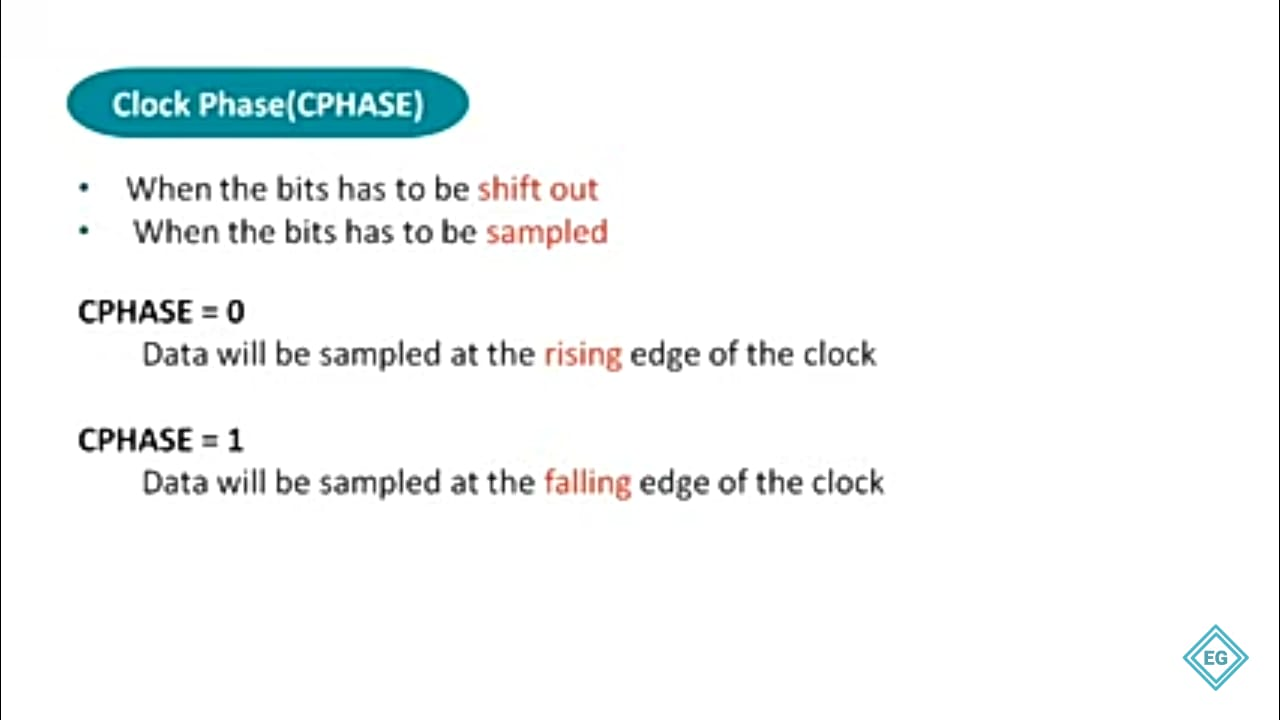 Clock Phase(CPHASE)
• When the bits has to be shift out
• When the bits has to be sampled
CPHASE = 0
Data will be sampled at the rising edge of the clock
CPHASE = 1
Data will be sampled at the falling edge of the clock
EG